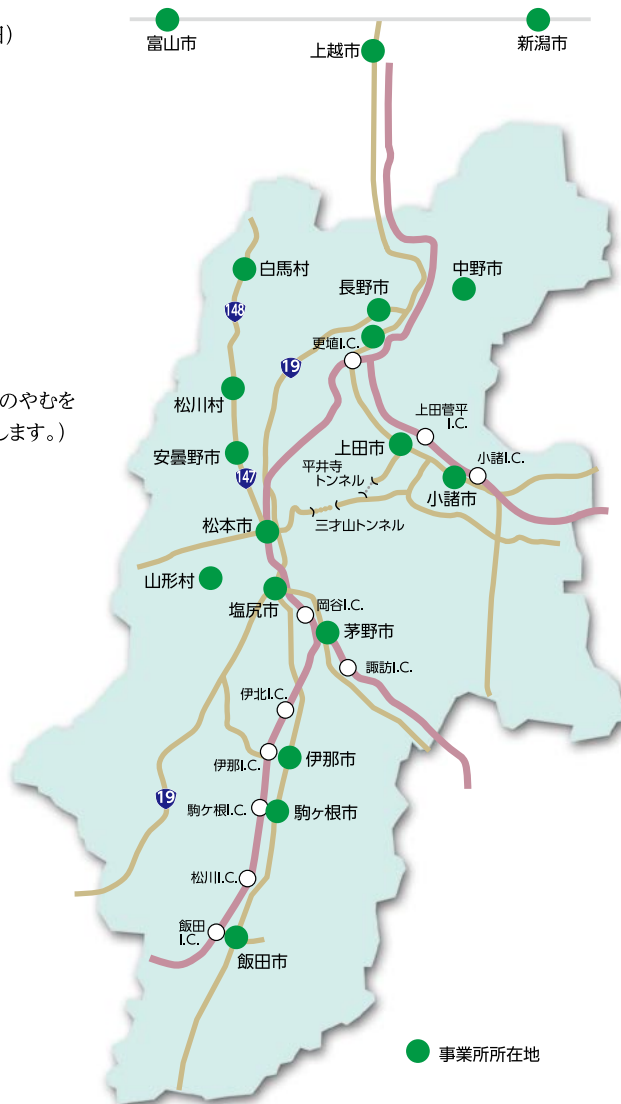 日)
富山市
上越市
新潟市
白馬村
中野市
長野市
148
更埴I.C.
19
のやむを
松川村
します。)
上田菅平
I.C.
上田市
安曇野市
平井寺
トンネル
小諸I.C.
147
小諸市
松本市
三才山トンネル
山形村
塩尻市
岡谷I.C.
茅野市
諏訪I.C.
伊北I.C.
伊那I.C.
伊那市
19
駒ケ根I.C.
駒ヶ根市
松川I.C.
飯田
I.C.
飯田市
事業所所在地